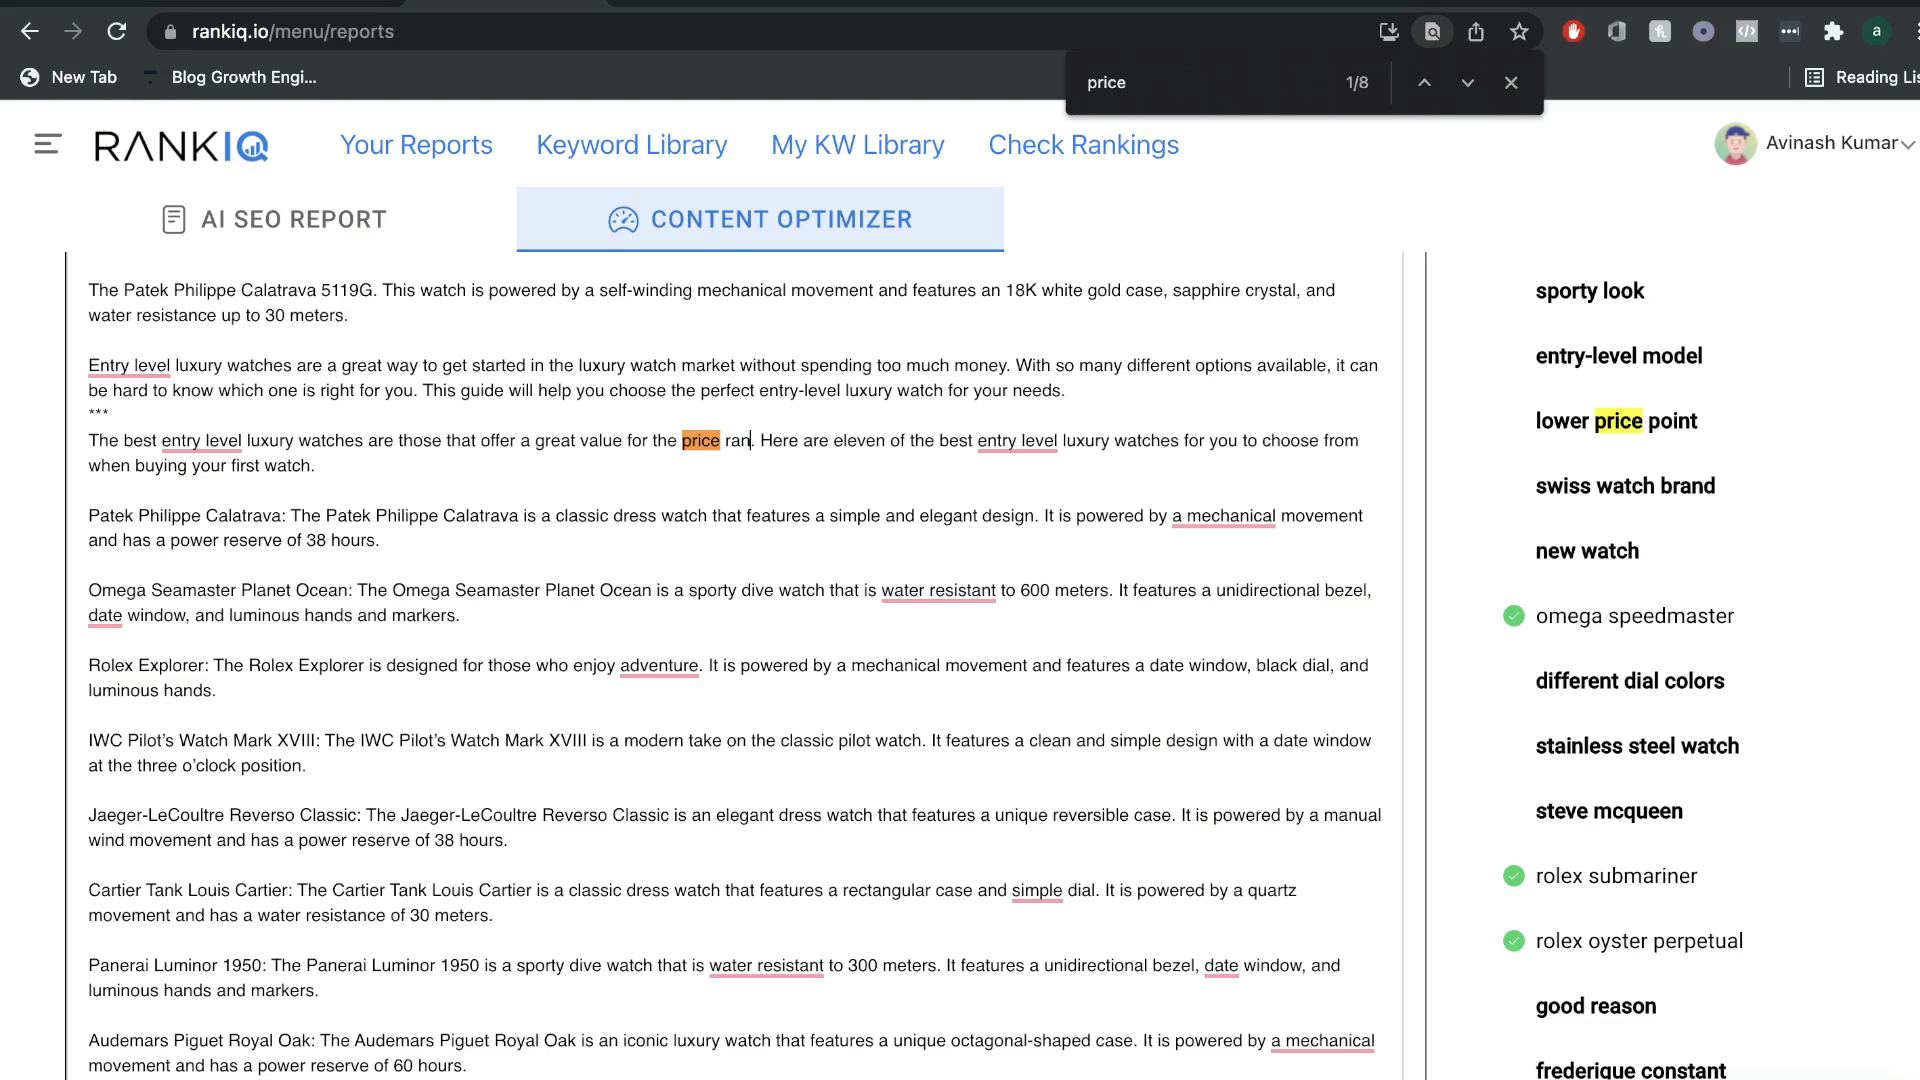 rankiq.io/menu/reports
a
New Tab
Blog Growth Engi...
price
1/8
Reading Lis
RANKIQ
Your Reports
Keyword Library
My KW Library
Check Rankings
Avinash Kumar
AI SEO REPORT
CONTENT OPTIMIZER
The Patek Philippe Calatrava 5119G. This watch is powered by a self-winding mechanical movement and features an 18K white gold case, sapphire crystal, and
water resistance up to 30 meters.
Entry level luxury watches are a great way to get started in the luxury watch market without spending too much money. With so many different options available, it can
be hard to know which one is right for you. This guide will help you choose the perfect entry-level luxury watch for your needs.
***
The best entry level luxury watches are those that offer a great value for the price ran. Here are eleven of the best entry level luxury watches for you to choose from
when buying your first watch.
Patek Philippe Calatrava: The Patek Philippe Calatrava is a classic dress watch that features a simple and elegant design. It is powered by a mechanical movement
and has a power reserve of 38 hours.
Omega Seamaster Planet Ocean: The Omega Seamaster Planet Ocean is a sporty dive watch that is water resistant to 600 meters. It features a unidirectional bezel,
date window, and luminous hands and markers.
Rolex Explorer: The Rolex Explorer is designed for those who enjoy adventure. It is powered by a mechanical movement and features a date window, black dial, and
luminous hands.
IWC Pilot’s Watch Mark XVIII: The IWC Pilot’s Watch Mark XVIII is a modern take on the classic pilot watch. It features a clean and simple design with a date window
at the three o’clock position.
Jaeger-LeCoultre Reverso Classic: The Jaeger-LeCoultre Reverso Classic is an elegant dress watch that features a unique reversible case. It is powered by a manual
wind movement and has a power reserve of 38 hours.
Cartier Tank Louis Cartier: The Cartier Tank Louis Cartier is a classic dress watch that features a rectangular case and simple dial. It is powered by a quartz
movement and has a water resistance of 30 meters.
Panerai Luminor 1950: The Panerai Luminor 1950 is a sporty dive watch that is water resistant to 300 meters. It features a unidirectional bezel, date window, and
luminous hands and markers.
Audemars Piguet Royal Oak: The Audemars Piguet Royal Oak is an iconic luxury watch that features a unique octagonal-shaped case. It is powered by a mechanical
movement and has a power reserve of 60 hours.
sporty look
entry-level model
lower price point
swiss watch brand
new watch
omega speedmaster
different dial colors
stainless steel watch
steve mcqueen
rolex submariner
rolex oyster perpetual
good reason
frederique constant